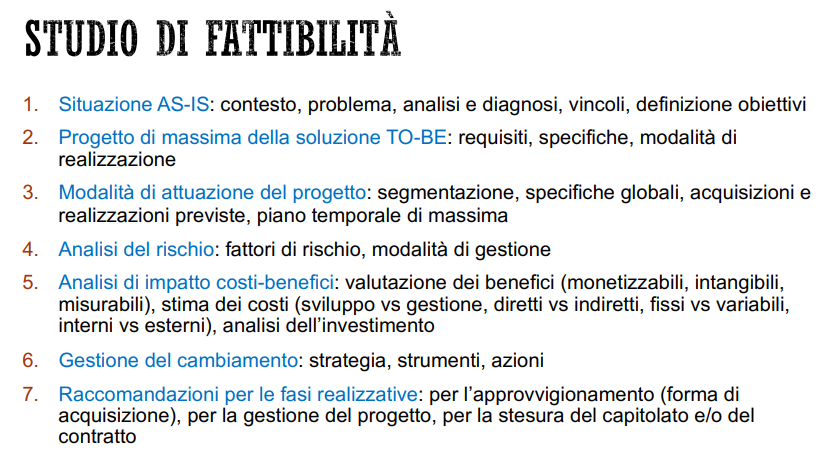 STUDIO DI FATTIBILITÀ
1. Situazione AS-IS: contesto, problema, analisi e diagnosi, vincoli, definizione obiettivi
2. Progetto di massima della soluzione TO-BE: requisiti, specifiche, modalità di
realizzazione
3. Modalità di attuazione del progetto: segmentazione, specifiche globali, acquisizioni e
realizzazioni previste, piano temporale di massima
4. Analisi del rischio: fattori di rischio, modalità di gestione
5. Analisi di impatto costi-benefici: valutazione dei benefici (monetizzabili, intangibili,
misurabili), stima dei costi (sviluppo vs gestione, diretti vs indiretti, fissi vs variabili,
interni vs esterni), analisi dell’investimento
6. Gestione del cambiamento: strategia, strumenti, azioni
7. Raccomandazioni per le fasi realizzative: per l’approvvigionamento (forma di
acquisizione), per la gestione del progetto, per la stesura del capitolato e/o del
contratto